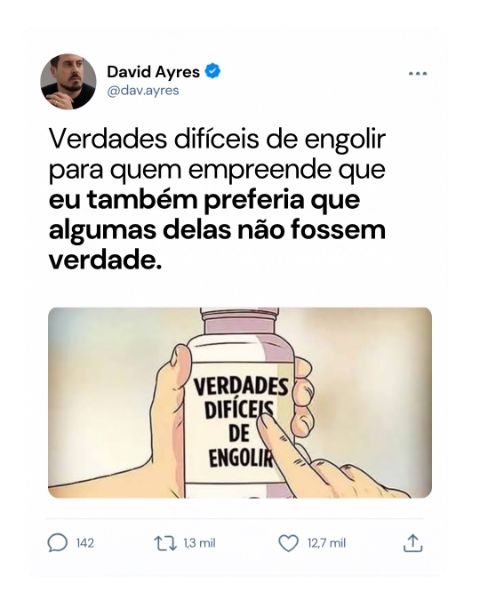 David Ayres
@dav.ayres
Verdades difíceis de engolir
para quem empreende que
eu também preferia que
algumas delas não fossem
verdade.
VERDADES
DIFÍCEIS
DE
ENGOLIR
142
1,3 mil
12,7 mil